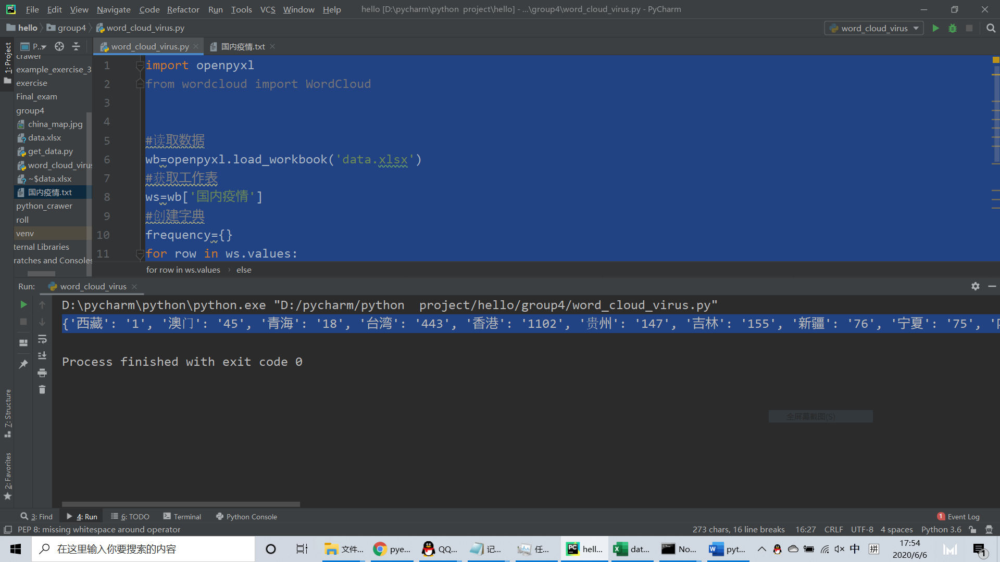 File Edit View Navigate Code Refactor Run Tools VCS Window Help hello [D:\pycharm\python project\hello] - ...\group4\word_cloud_virus.py - PyCharm
hello group4 word_cloud_virus.py word_cloud_virus
1: Project
P.. word_cloud_virus.py 国内疫情.txt
crawer
example_exercise_3
exercise
Final_exam
group4
china_map.jpg
data.xlsx
get_data.py
word_cloud_virus
~$data.xlsx
国内疫情.txt
python_crawer
roll
venv
ternal Libraries
ratches and Consoles
1 import openpyxl
2 from wordcloud import WordCloud
3
4
5 #读取数据
6 wb=openpyxl.load_workbook('data.xlsx')
7 #获取工作表
8 ws=wb['国内疫情']
9 #创建字典
10 frequency={}
11 for row in ws.values:
for row in ws.values › else
Run: word_cloud_virus
D:\pycharm\python\python.exe "D:/pycharm/python  project/hello/group4/word_cloud_virus.py"
{'西藏': '1', '澳门': '45', '青海': '18', '台湾': '443', '香港': '1102', '贵州': '147', '吉林': '155', '新疆': '76', '宁夏': '75', '
Process finished with exit code 0
全屏幕截图(S)
7: Structure
2: Favorites
3: Find 4: Run 6: TODO Terminal Python Console 1 Event Log
PEP 8: missing whitespace around operator 273 chars, 16 line breaks 16:27 CRLF UTF-8 4 spaces Python 3.6
在这里输入你要搜索的内容 文件... pye... QQ... 记... 任... hell... dat... No... pyt... 中 拼 17:54
2020/6/6 1